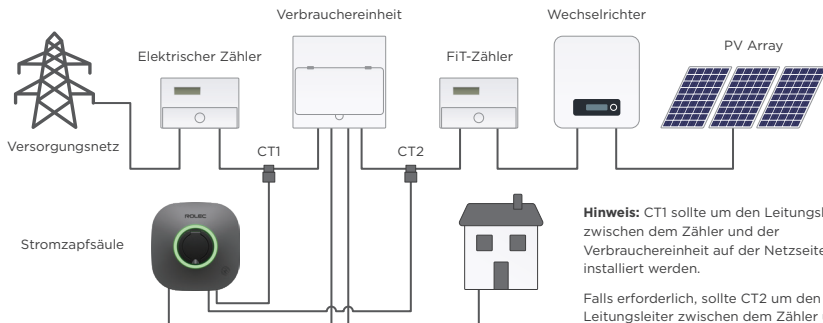 Verbrauchereinheit
Wechselrichter
Elektrischer Zähler
FiT-Zähler
PV Array
Versorgungsnetz
CT1
CT2
ROLEC
Stromzapfsäule
Hinweis: CT1 sollte um den
zwischen dem Zähler und der
Verbrauchereinheit auf der Netzseite
installiert werden.
Falls erforderlich, sollte CT2 um den
Leitungsleiter zwischen dem Zähler